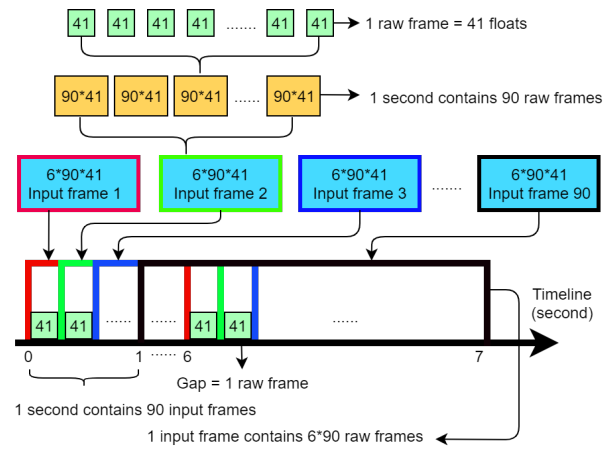 41 41 41 41 ....... 41 41 1 raw frame = 41 floats
90*41 90*41 90*41 ...... 90*41 1 second contains 90 raw frames
6*90*41 6*90*41 6*90*41 6*90*41
Input frame 1 Input frame 2 Input frame 3 ....... Input frame 90
Timeline
(second)
41 41 ...... ...... 41 41 ......
0 1 ...... 6 7
Gap = 1 raw frame
1 second contains 90 input frames
1 input frame contains 6*90 raw frames